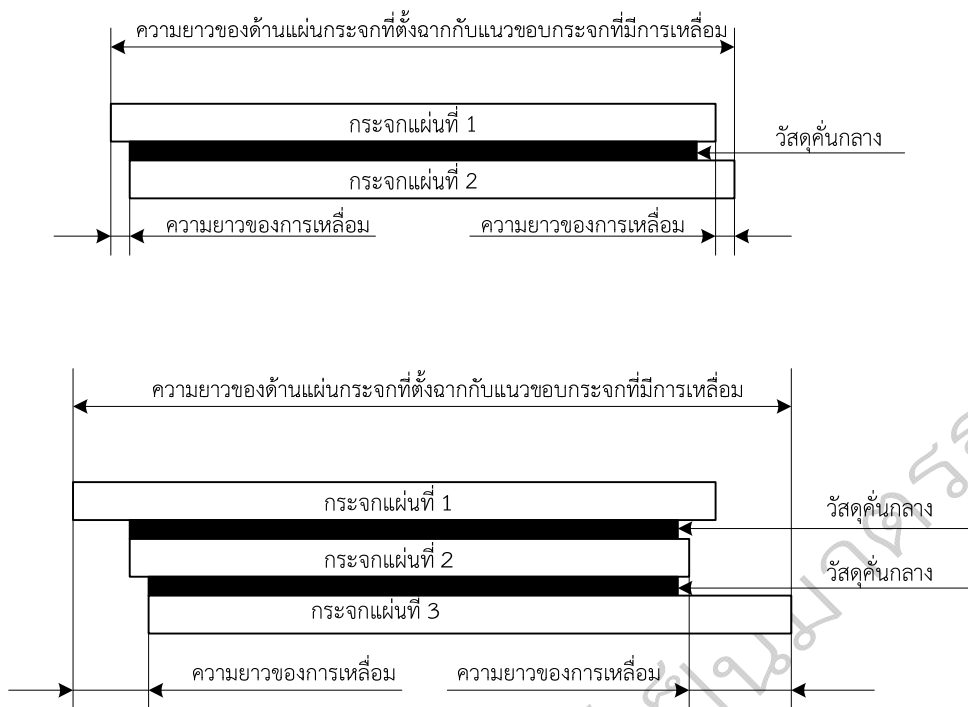 ความยาวของด้านแผ่นกระจกที่ตั้งฉากกับแนวขอบกระจกที่มีการเหลื่อม
กระจกแผ่นที่ 1
วัสดุคั่นกลาง
กระจกแผ่นที่ 2
ความยาวของการเหลื่อม ความยาวของการเหลื่อม
ความยาวของด้านแผ่นกระจกที่ตั้งฉากกับแนวขอบกระจกที่มีการเหลื่อม
กระจกแผ่นที่ 1
วัสดุคั่นกลาง
กระจกแผ่นที่ 2
วัสดุคั่นกลาง
กระจกแผ่นที่ 3
ความยาวของการเหลื่อม ความยาวของการเหลื่อม